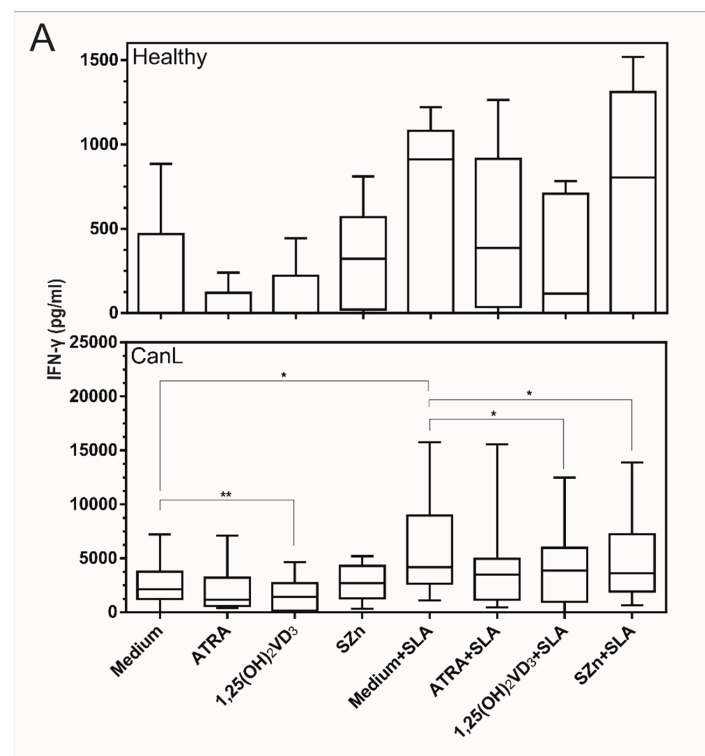 A
Healthy
1500
1000
500
0
IFN-γ (pg/ml)
CanL
25000
20000
15000
10000
5000
0
*
*
*
**
Medium
ATRA
1,25(OH)2VD3
SZn
Medium+SLA
ATRA+SLA
1,25(OH)2VD3+SLA
SZn+SLA